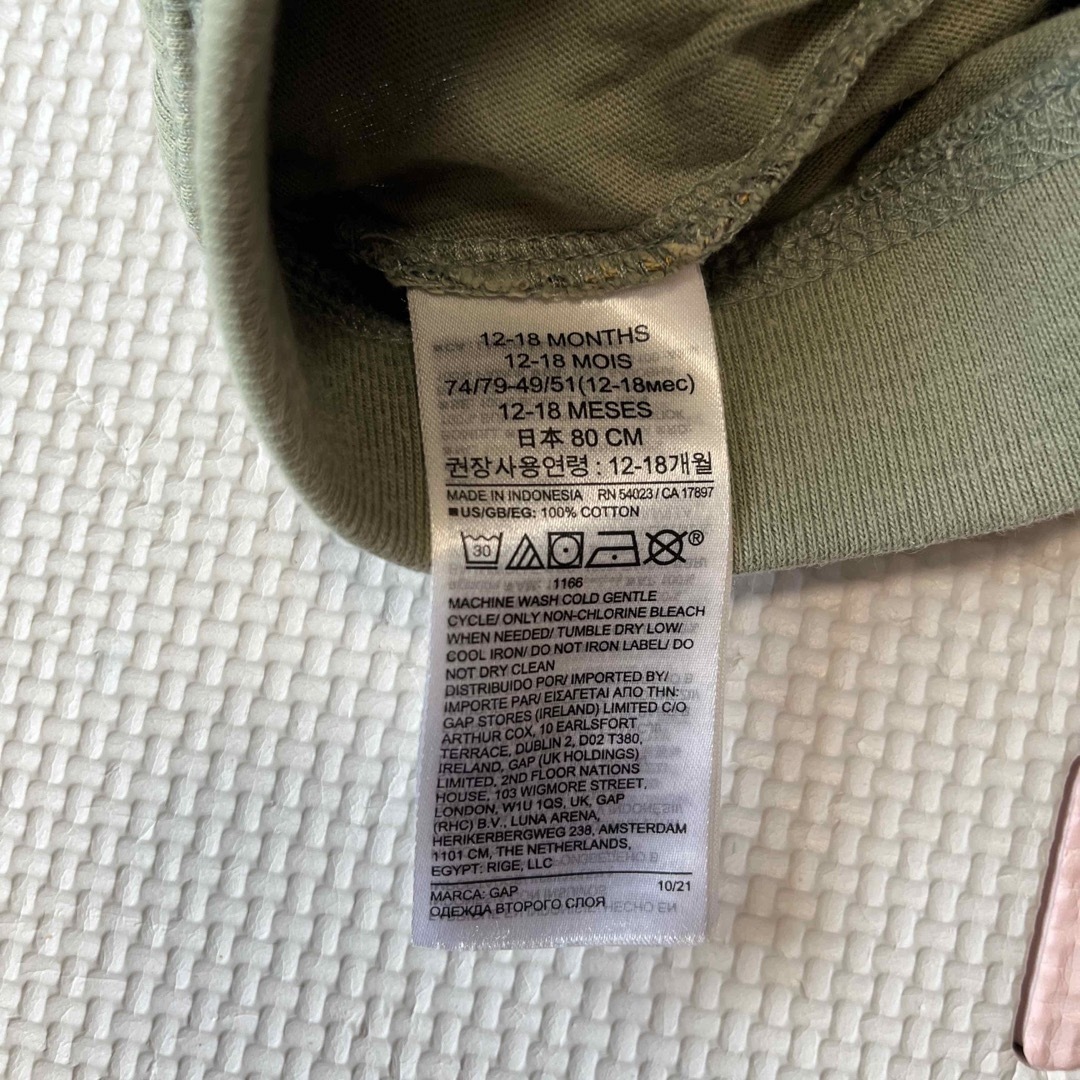 12-18 MONTHS
12-18 MOIS
74/79-49/51(12-18мес)
12-18 MESES
日本 80 CM
권장사용연령 : 12-18개월
MADE IN INDONESIA RN 54023 / CA 17897
■US/GB/EG: 100% COTTON
30 ®
1166
MACHINE WASH COLD GENTLE
CYCLE/ ONLY NON-CHLORINE BLEACH
WHEN NEEDED/ TUMBLE DRY LOW/
COOL IRON/ DO NOT IRON LABEL/ DO
NOT DRY CLEAN
DISTRIBUIDO POR/ IMPORTED BY/
IMPORTE PAR/ ΕΙΣΑΓΕΤΑΙ ΑΠΟ ΤΗΝ:
GAP STORES (IRELAND) LIMITED C/O
ARTHUR COX, 10 EARLSFORT
TERRACE, DUBLIN 2, D02 T380,
IRELAND, GAP (UK HOLDINGS)
LIMITED, 2ND FLOOR NATIONS
HOUSE, 103 WIGMORE STREET,
LONDON, W1U 1QS, UK, GAP
(RHC) B.V., LUNA ARENA,
HERIKERBERGWEG 238, AMSTERDAM
1101 CM, THE NETHERLANDS,
EGYPT: RIGE, LLC
MARCA: GAP 10/21
ОДЕЖДА ВТОРОГО СЛОЯ